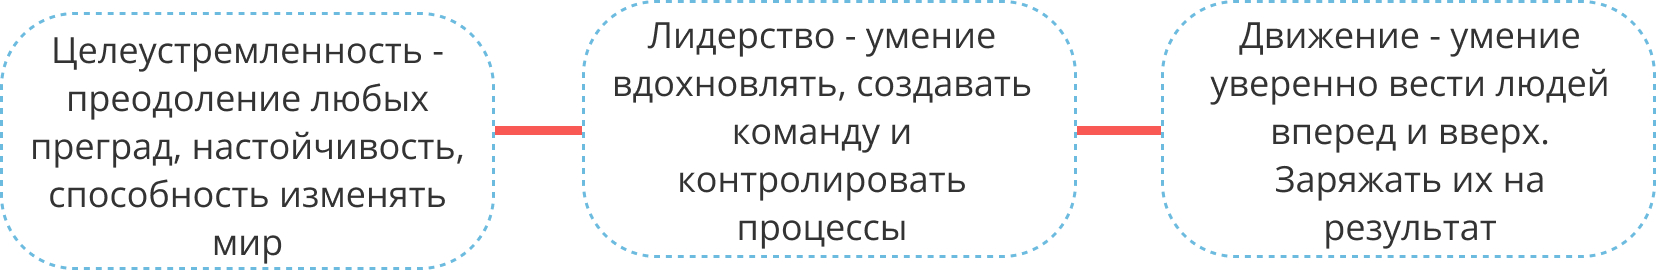 Целеустремленность -
преодоление любых
преград, настойчивость,
способность изменять
мир
Лидерство - умение
вдохновлять, создавать
команду и
контролировать
процессы
Движение - умение
уверенно вести людей
вперед и вверх.
Заряжать их на
результат